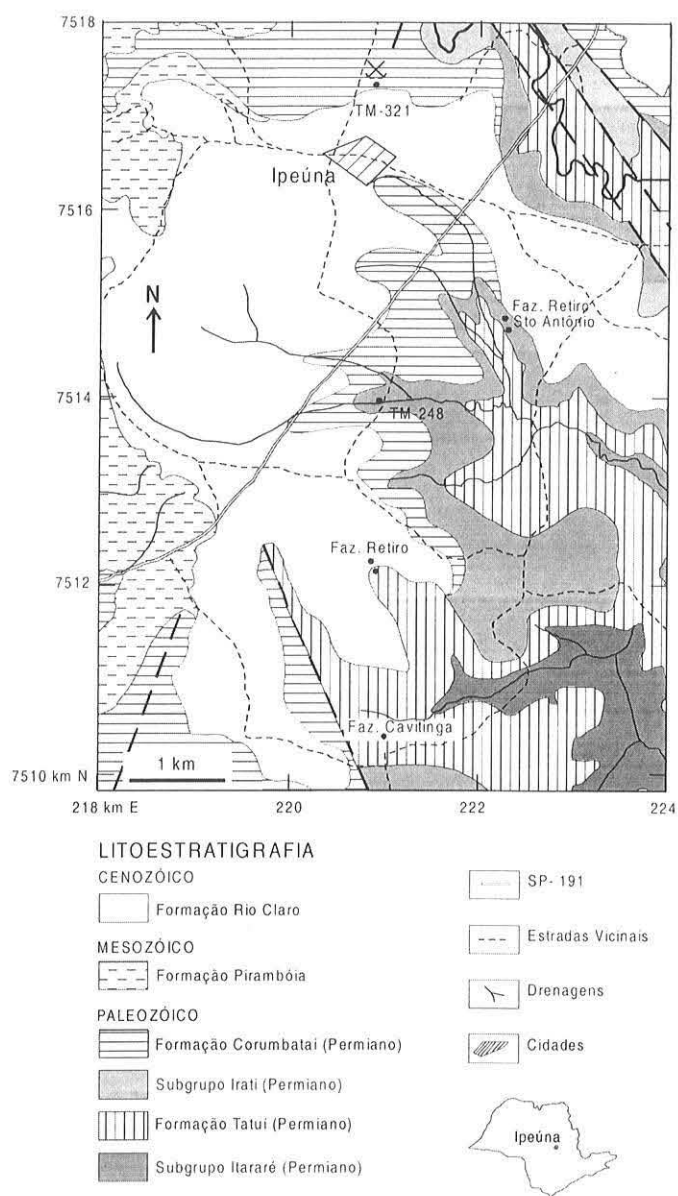 7518
TM-321
Ipeúna
7516
N
Faz. Retiro
Sto Antônio
7514
TM-248
Faz. Retiro
7512
Faz. Cavitinga
1 km
7510 km N
218 km E
220
222
224
LITOESTRATIGRAFIA
CENOZÓICO
Formação Rio Claro
MESOZÓICO
Formação Pirambóia
PALEOZÓICO
Formação Corumbataí (Permiano)
Subgrupo Irati (Permiano)
Formação Tatuí (Permiano)
Subgrupo Itararé (Permiano)
SP- 191
Estradas Vicinais
Drenagens
Cidades
Ipeúna